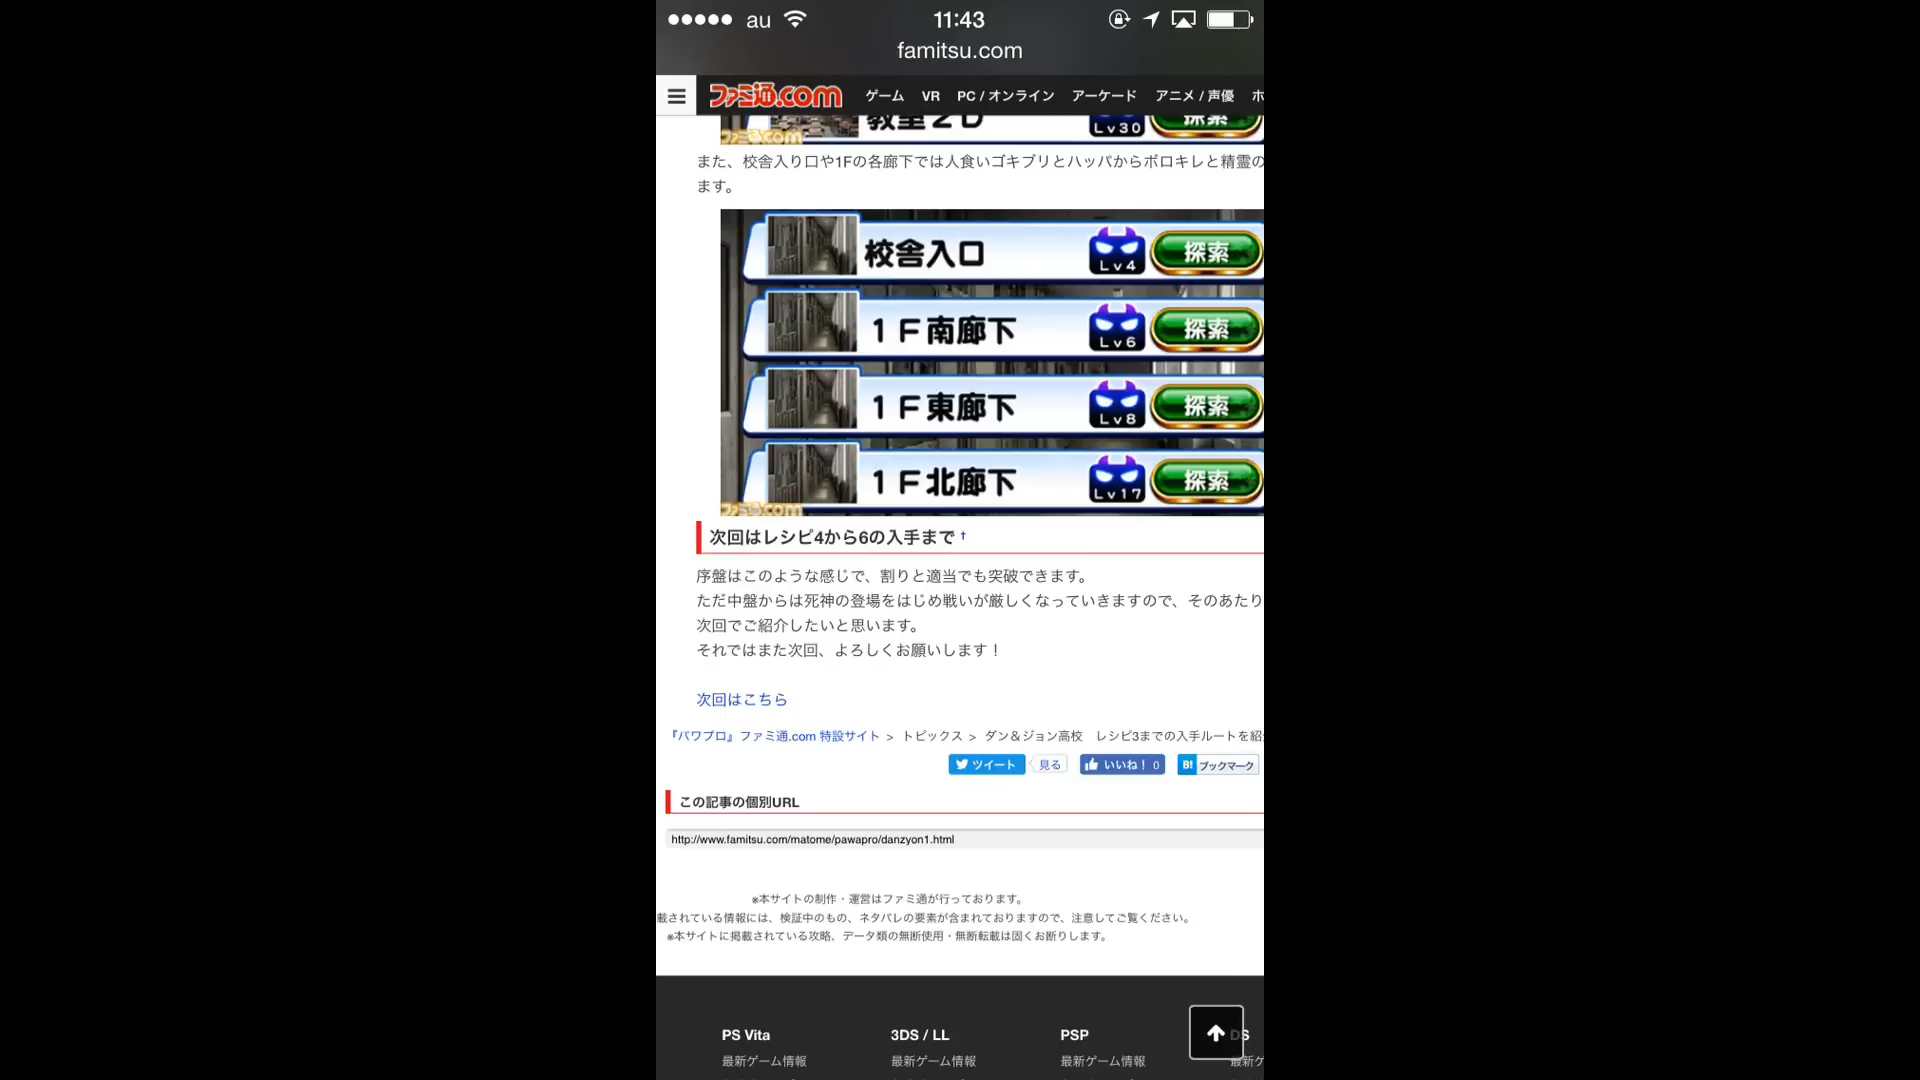 au 11:43
famitsu.com
ファミ通.com ゲーム VR PC / オンライン アーケード アニメ / 声優 ホ
教室2D Lv30 探索
ファミ通.com
また、校舎入り口や1Fの各廊下では人食いゴキブリとハッパからボロキレと精霊の
ます。
校舎入口 Lv4 探索
1F南廊下 Lv6 探索
1F東廊下 Lv8 探索
1F北廊下 Lv17 探索
ファミ通.com
次回はレシピ4から6の入手まで †
序盤はこのような感じで、割りと適当でも突破できます。
ただ中盤からは死神の登場をはじめ戦いが厳しくなっていきますので、そのあたり
次回でご紹介したいと思います。
それではまた次回、よろしくお願いします！
次回はこちら
『パワプロ』ファミ通.com 特設サイト > トピックス > ダン＆ジョン高校 レシピ3までの入手ルートを紹
ツイート 見る いいね！ 0 B! ブックマーク
この記事の個別URL
http://www.famitsu.com/matome/pawapro/danzyon1.html
※本サイトの制作・運営はファミ通が行っております。
載されている情報には、検証中のもの、ネタバレの要素が含まれておりますので、注意してご覧ください。
※本サイトに掲載されている攻略、データ類の無断使用・無断転載は固くお断りします。
PS Vita 3DS / LL PSP DS
最新ゲーム情報 最新ゲーム情報 最新ゲーム情報 最新ゲ